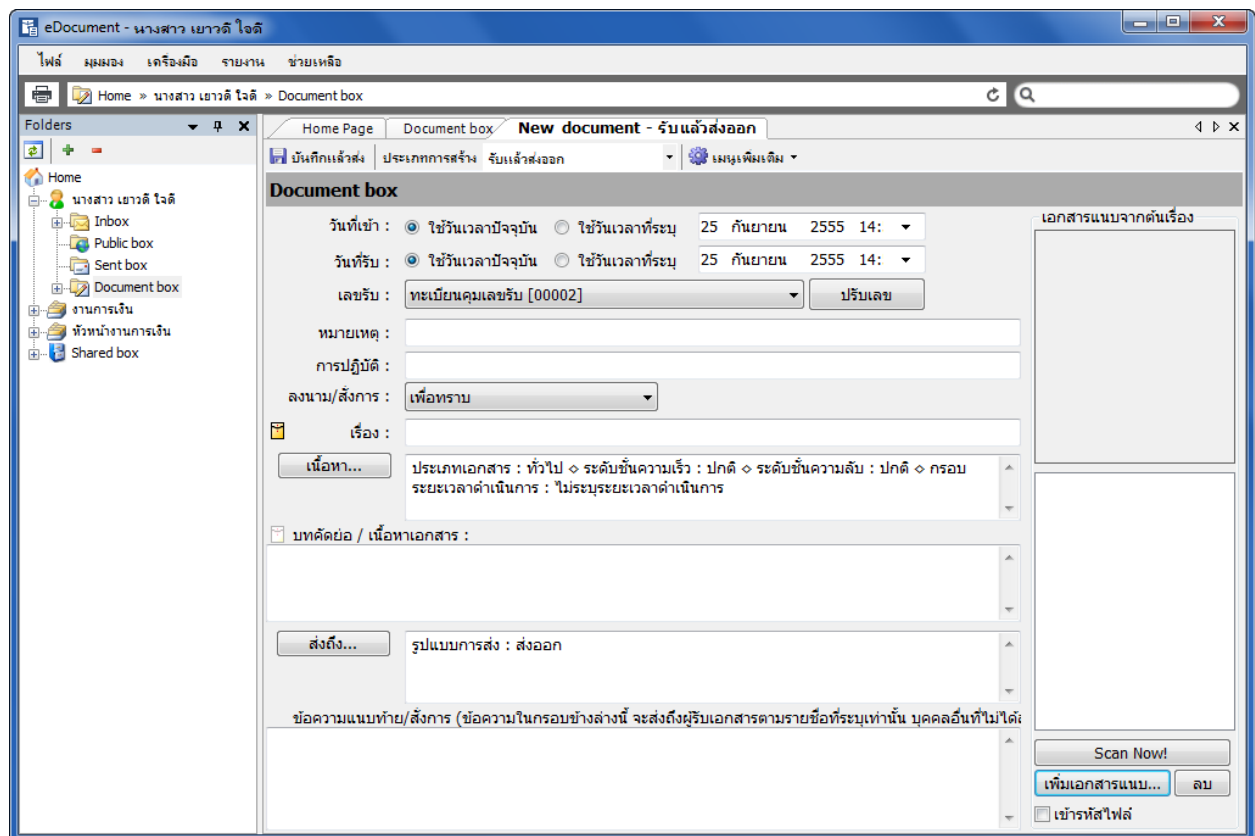 eDocument - นางสาว เยาวดี ใจดี
ไฟล์ มุมมอง เครื่องมือ รายงาน ช่วยเหลือ
Home » นางสาว เยาวดี ใจดี » Document box
Folders
Home Page Document box New document - รับแล้วส่งออก
บันทึกแล้วส่ง ประเภทการสร้าง รับแล้วส่งออก เมนูเพิ่มเติม
Home
นางสาว เยาวดี ใจดี
Inbox
Public box
Sent box
Document box
งานการเงิน
หัวหน้างานการเงิน
Shared box
Document box
วันที่เข้า : ใช้วันเวลาปัจจุบัน ใช้วันเวลาที่ระบุ 25 กันยายน 2555 14:
วันที่รับ : ใช้วันเวลาปัจจุบัน ใช้วันเวลาที่ระบุ 25 กันยายน 2555 14:
เลขรับ : ทะเบียนคุมเลขรับ [00002] ปรับเลข
หมายเหตุ :
การปฏิบัติ :
ลงนาม/สั่งการ : เพื่อทราบ
เรื่อง :
เนื้อหา... ประเภทเอกสาร : ทั่วไป ◇ ระดับชั้นความเร็ว : ปกติ ◇ ระดับชั้นความลับ : ปกติ ◇ กรอบ
ระยะเวลาดำเนินการ : ไม่ระบุระยะเวลาดำเนินการ
บทคัดย่อ / เนื้อหาเอกสาร :
ส่งถึง... รูปแบบการส่ง : ส่งออก
ข้อความแนบท้าย/สั่งการ (ข้อความในกรอบข้างล่างนี้ จะส่งถึงผู้รับเอกสารตามรายชื่อที่ระบุเท่านั้น บุคคลอื่นที่ไม่ได้
เอกสารแนบจากต้นเรื่อง
Scan Now!
เพิ่มเอกสารแนบ... ลบ
เข้ารหัสไฟล์